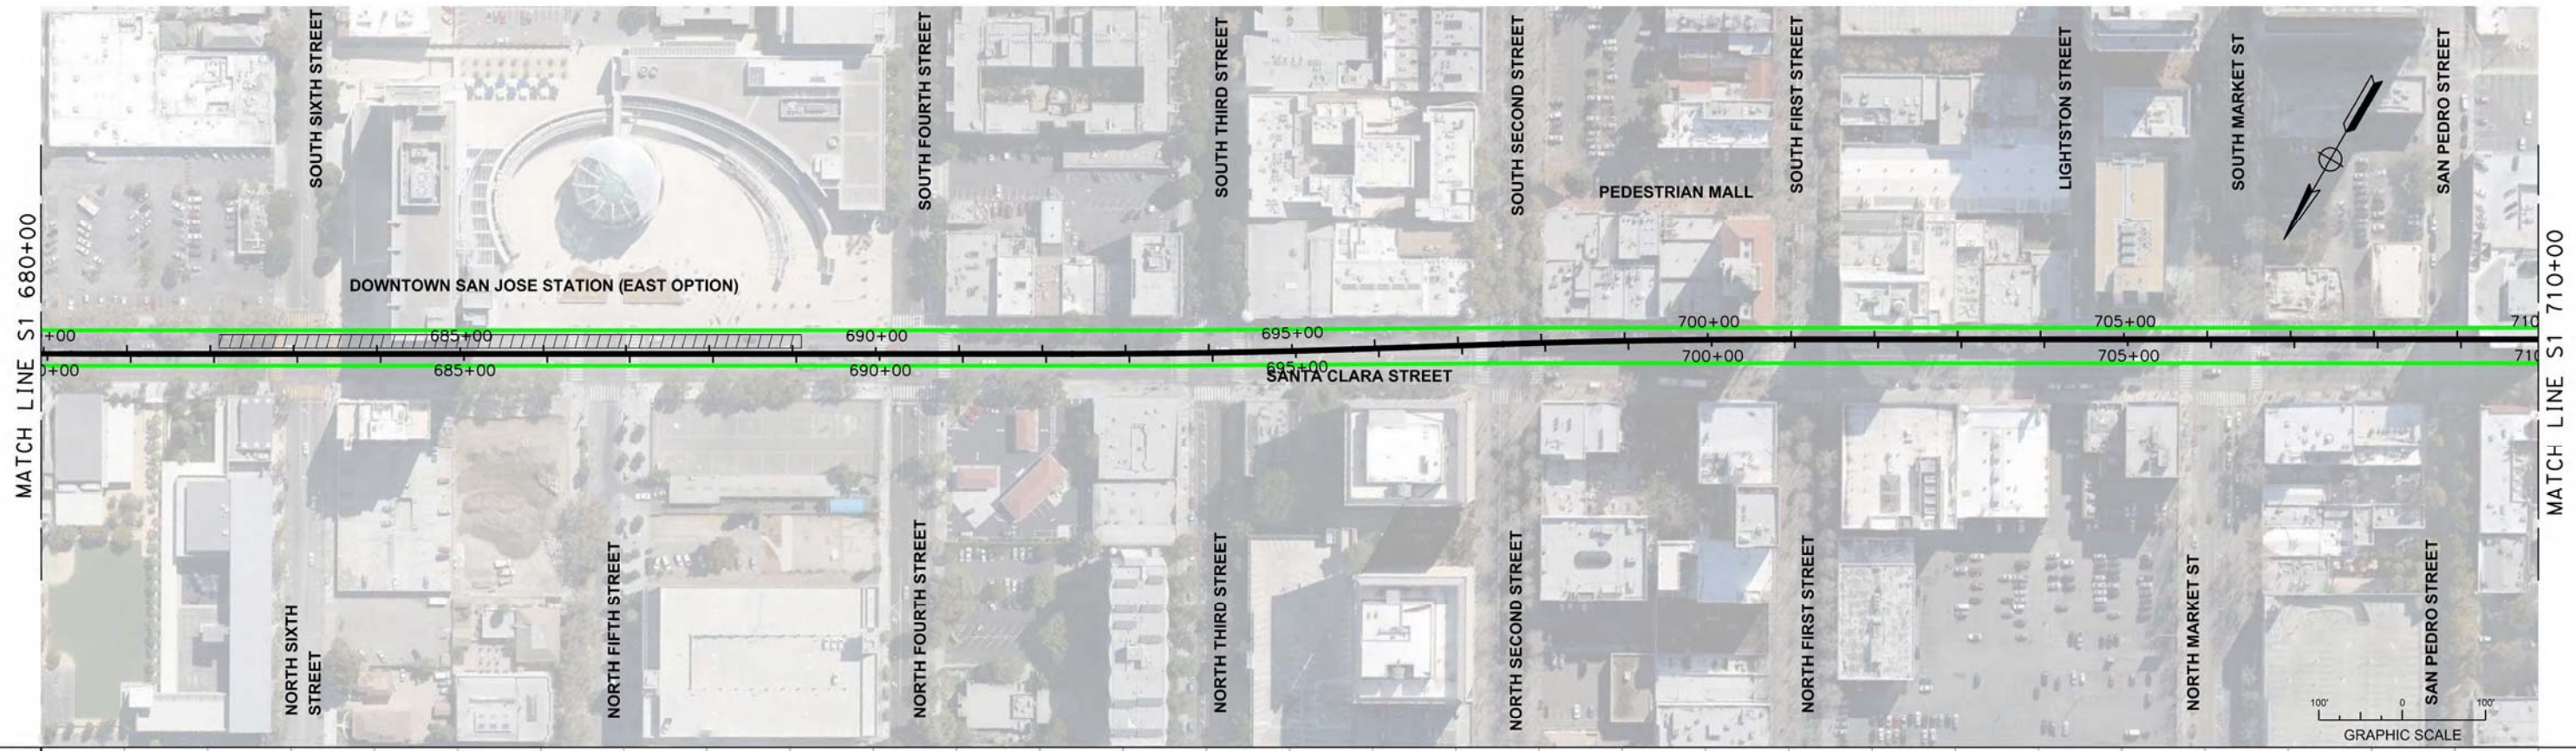 SOUTH SIXTH STREET
SOUTH FOURTH STREET
SOUTH THIRD STREET
SOUTH SECOND STREET
SOUTH FIRST STREET
LIGHTSTON STREET
SOUTH MARKET ST
SAN PEDRO STREET
PEDESTRIAN MALL
DOWNTOWN SAN JOSE STATION (EAST OPTION)
MATCH LINE S1 680+00
MATCH LINE S1 710+00
+00
685+00
690+00
695+00
700+00
705+00
710
0+00
685+00
690+00
695+00
700+00
705+00
710
SANTA CLARA STREET
NORTH SIXTH
STREET
NORTH FIFTH STREET
NORTH FOURTH STREET
NORTH THIRD STREET
NORTH SECOND STREET
NORTH FIRST STREET
NORTH MARKET ST
SAN PEDRO STREET
100' 0 100'
GRAPHIC SCALE